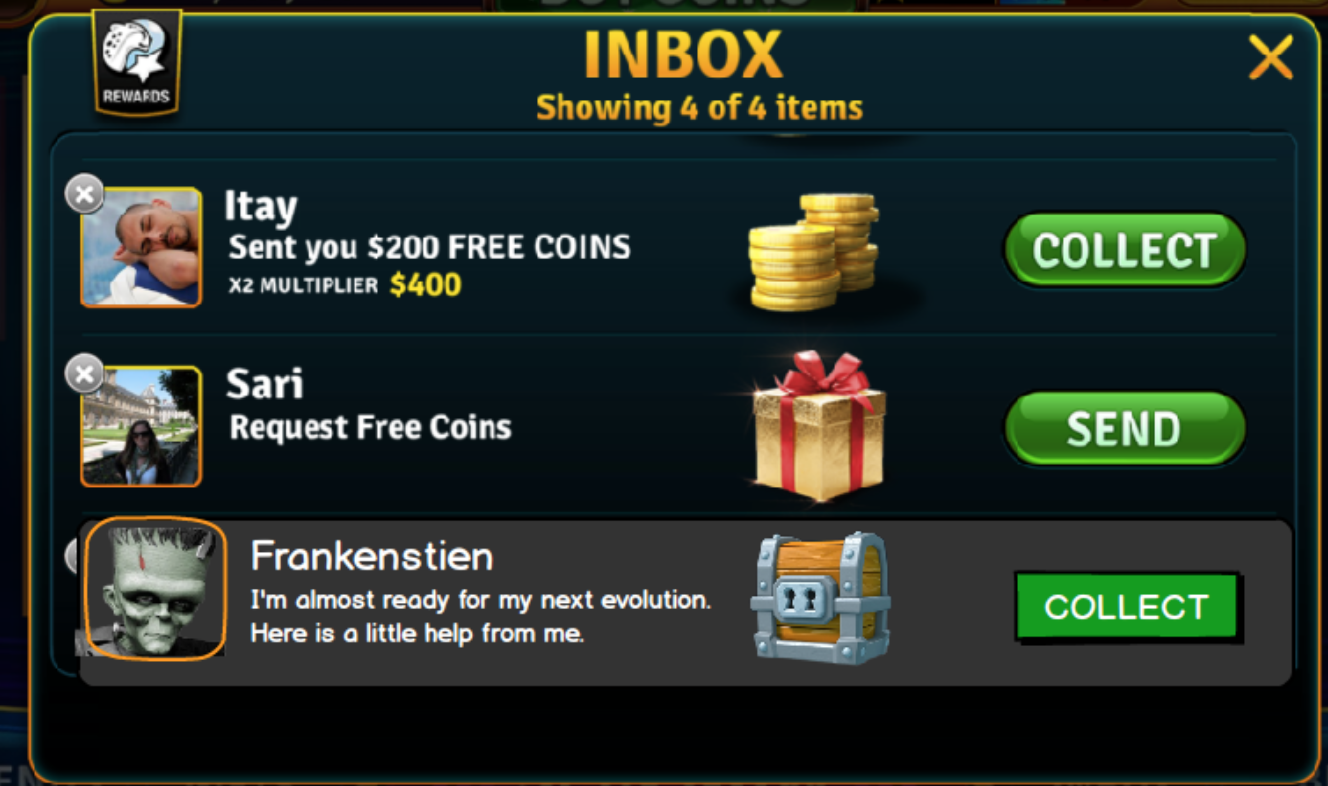 REWARDS
INBOX
Showing 4 of 4 items
Itay
Sent you $200 FREE COINS
X2 MULTIPLIER $400
COLLECT
Sari
Request Free Coins
SEND
Frankenstien
I'm almost ready for my next evolution.
Here is a little help from me.
COLLECT